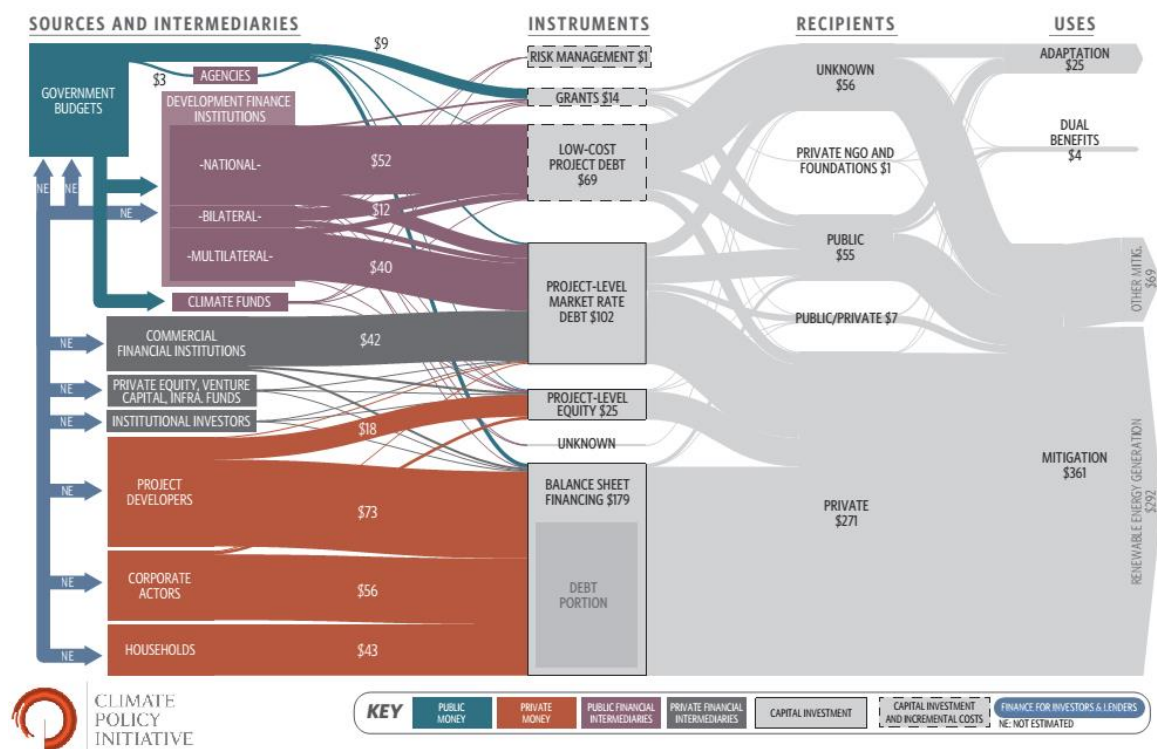 SOURCES AND INTERMEDIARIES
INSTRUMENTS
RECIPIENTS
USES
GOVERNMENT
BUDGETS
$3
$9
AGENCIES
DEVELOPMENT FINANCE
INSTITUTIONS
-NATIONAL-
$52
-BILATERAL-
$12
-MULTILATERAL-
$40
CLIMATE FUNDS
NE
NE
NE
NE
COMMERCIAL
FINANCIAL INSTITUTIONS
$42
NE
PRIVATE EQUITY, VENTURE
CAPITAL, INFRA. FUNDS
NE
INSTITUTIONAL INVESTORS
$18
NE
PROJECT
DEVELOPERS
$73
NE
CORPORATE
ACTORS
$56
NE
HOUSEHOLDS
$43
RISK MANAGEMENT $1
GRANTS $14
LOW-COST
PROJECT DEBT
$69
PROJECT-LEVEL
MARKET RATE
DEBT $102
PROJECT-LEVEL
EQUITY $25
UNKNOWN
BALANCE SHEET
FINANCING $179
DEBT
PORTION
UNKNOWN
$56
PRIVATE NGO AND
FOUNDATIONS $1
PUBLIC
$55
PUBLIC/PRIVATE $7
PRIVATE
$271
ADAPTATION
$25
DUAL
BENEFITS
$4
MITIGATION
$361
OTHER MITIG.
$69
RENEWABLE ENERGY GENERATION
$292
CLIMATE
POLICY
INITIATIVE
KEY
PUBLIC
MONEY
PRIVATE
MONEY
PUBLIC FINANCIAL
INTERMEDIARIES
PRIVATE FINANCIAL
INTERMEDIARIES
CAPITAL INVESTMENT
CAPITAL INVESTMENT
AND INCREMENTAL COSTS
FINANCE FOR INVESTORS & LENDERS
NE: NOT ESTIMATED